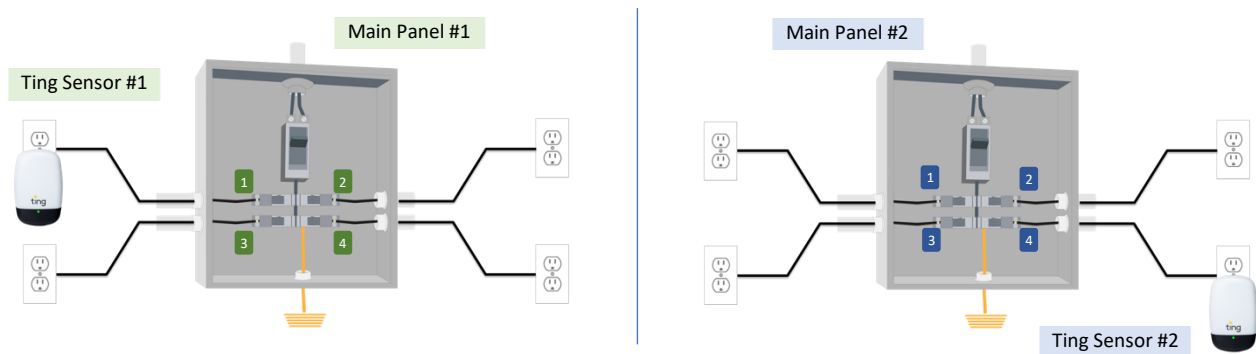 Main Panel #1
Ting Sensor #1
1
2
3
4
ting
Main Panel #2
1
2
3
4
Ting Sensor #2
ting